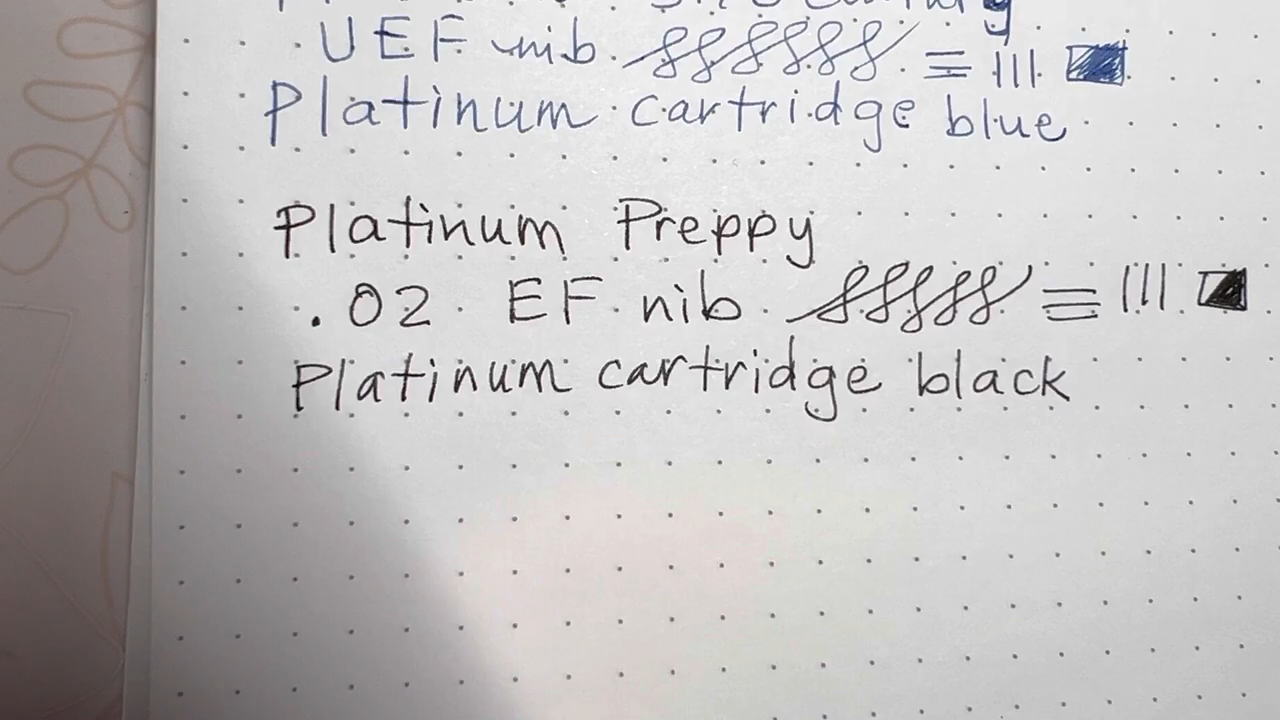 UEF nib
Platinum cartridge blue
Platinum Preppy
.02 EF nib
Platinum cartridge black